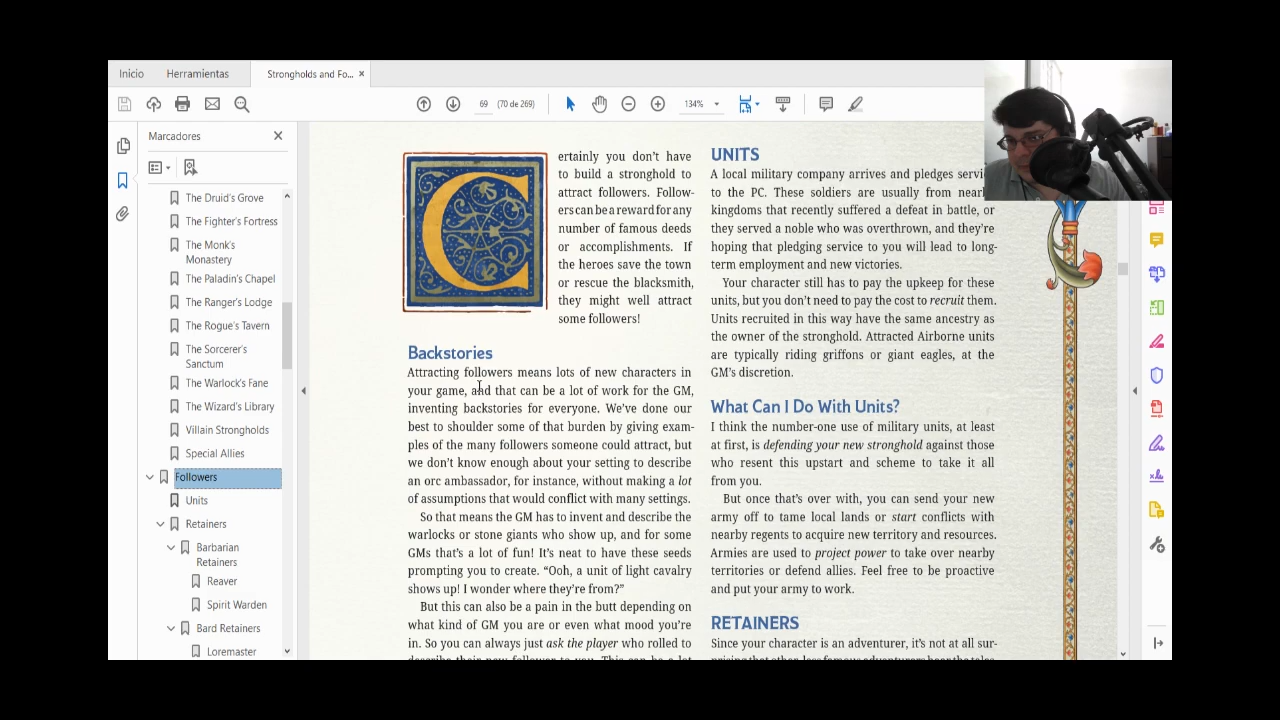 Inicio
Herramientas
Strongholds and Fo...
69
(70 de 269)
134%
Marcadores
The Druid's Grove
The Fighter's Fortress
The Monk's
Monastery
The Paladin's Chapel
The Ranger's Lodge
The Rogue's Tavern
The Sorcerer's
Sanctum
The Warlock's Fane
The Wizard's Library
Villain Strongholds
Special Allies
Followers
Units
Retainers
Barbarian
Retainers
Reaver
Spirit Warden
Bard Retainers
Loremaster
C
ertainly you don't have
to build a stronghold to
attract followers. Follow-
ers can be a reward for any
number of famous deeds
or accomplishments. If
the heroes save the town
or rescue the blacksmith,
they might well attract
some followers!
Backstories
Attracting followers means lots of new characters in
your game, and that can be a lot of work for the GM,
inventing backstories for everyone. We've done our
best to shoulder some of that burden by giving exam-
ples of the many followers someone could attract, but
we don't know enough about your setting to describe
an orc ambassador, for instance, without making a lot
of assumptions that would conflict with many settings.
So that means the GM has to invent and describe the
warlocks or stone giants who show up, and for some
GMs that's a lot of fun! It's neat to have these seeds
prompting you to create. “Ooh, a unit of light cavalry
shows up! I wonder where they're from?”
But this can also be a pain in the butt depending on
what kind of GM you are or even what mood you're
in. So you can always just ask the player who rolled to
UNITS
A local military company arrives and pledges
to the PC. These soldiers are usually from
kingdoms that recently suffered a defeat in battle, or
they served a noble who was overthrown, and they're
hoping that pledging service to you will lead to long-
term employment and new victories.
Your character still has to pay the upkeep for these
units, but you don't need to pay the cost to recruit them.
Units recruited in this way have the same ancestry as
the owner of the stronghold. Attracted Airborne units
are typically riding griffons or giant eagles, at the
GM's discretion.
What Can I Do With Units?
I think the number-one use of military units, at least
at first, is defending your new stronghold against those
who resent this upstart and scheme to take it all
from you.
But once that's over with, you can send your new
army off to tame local lands or start conflicts with
nearby regents to acquire new territory and resources.
Armies are used to project power to take over nearby
territories or defend allies. Feel free to be proactive
and put your army to work.
RETAINERS
Since your character is an adventurer, it's not at all sur-